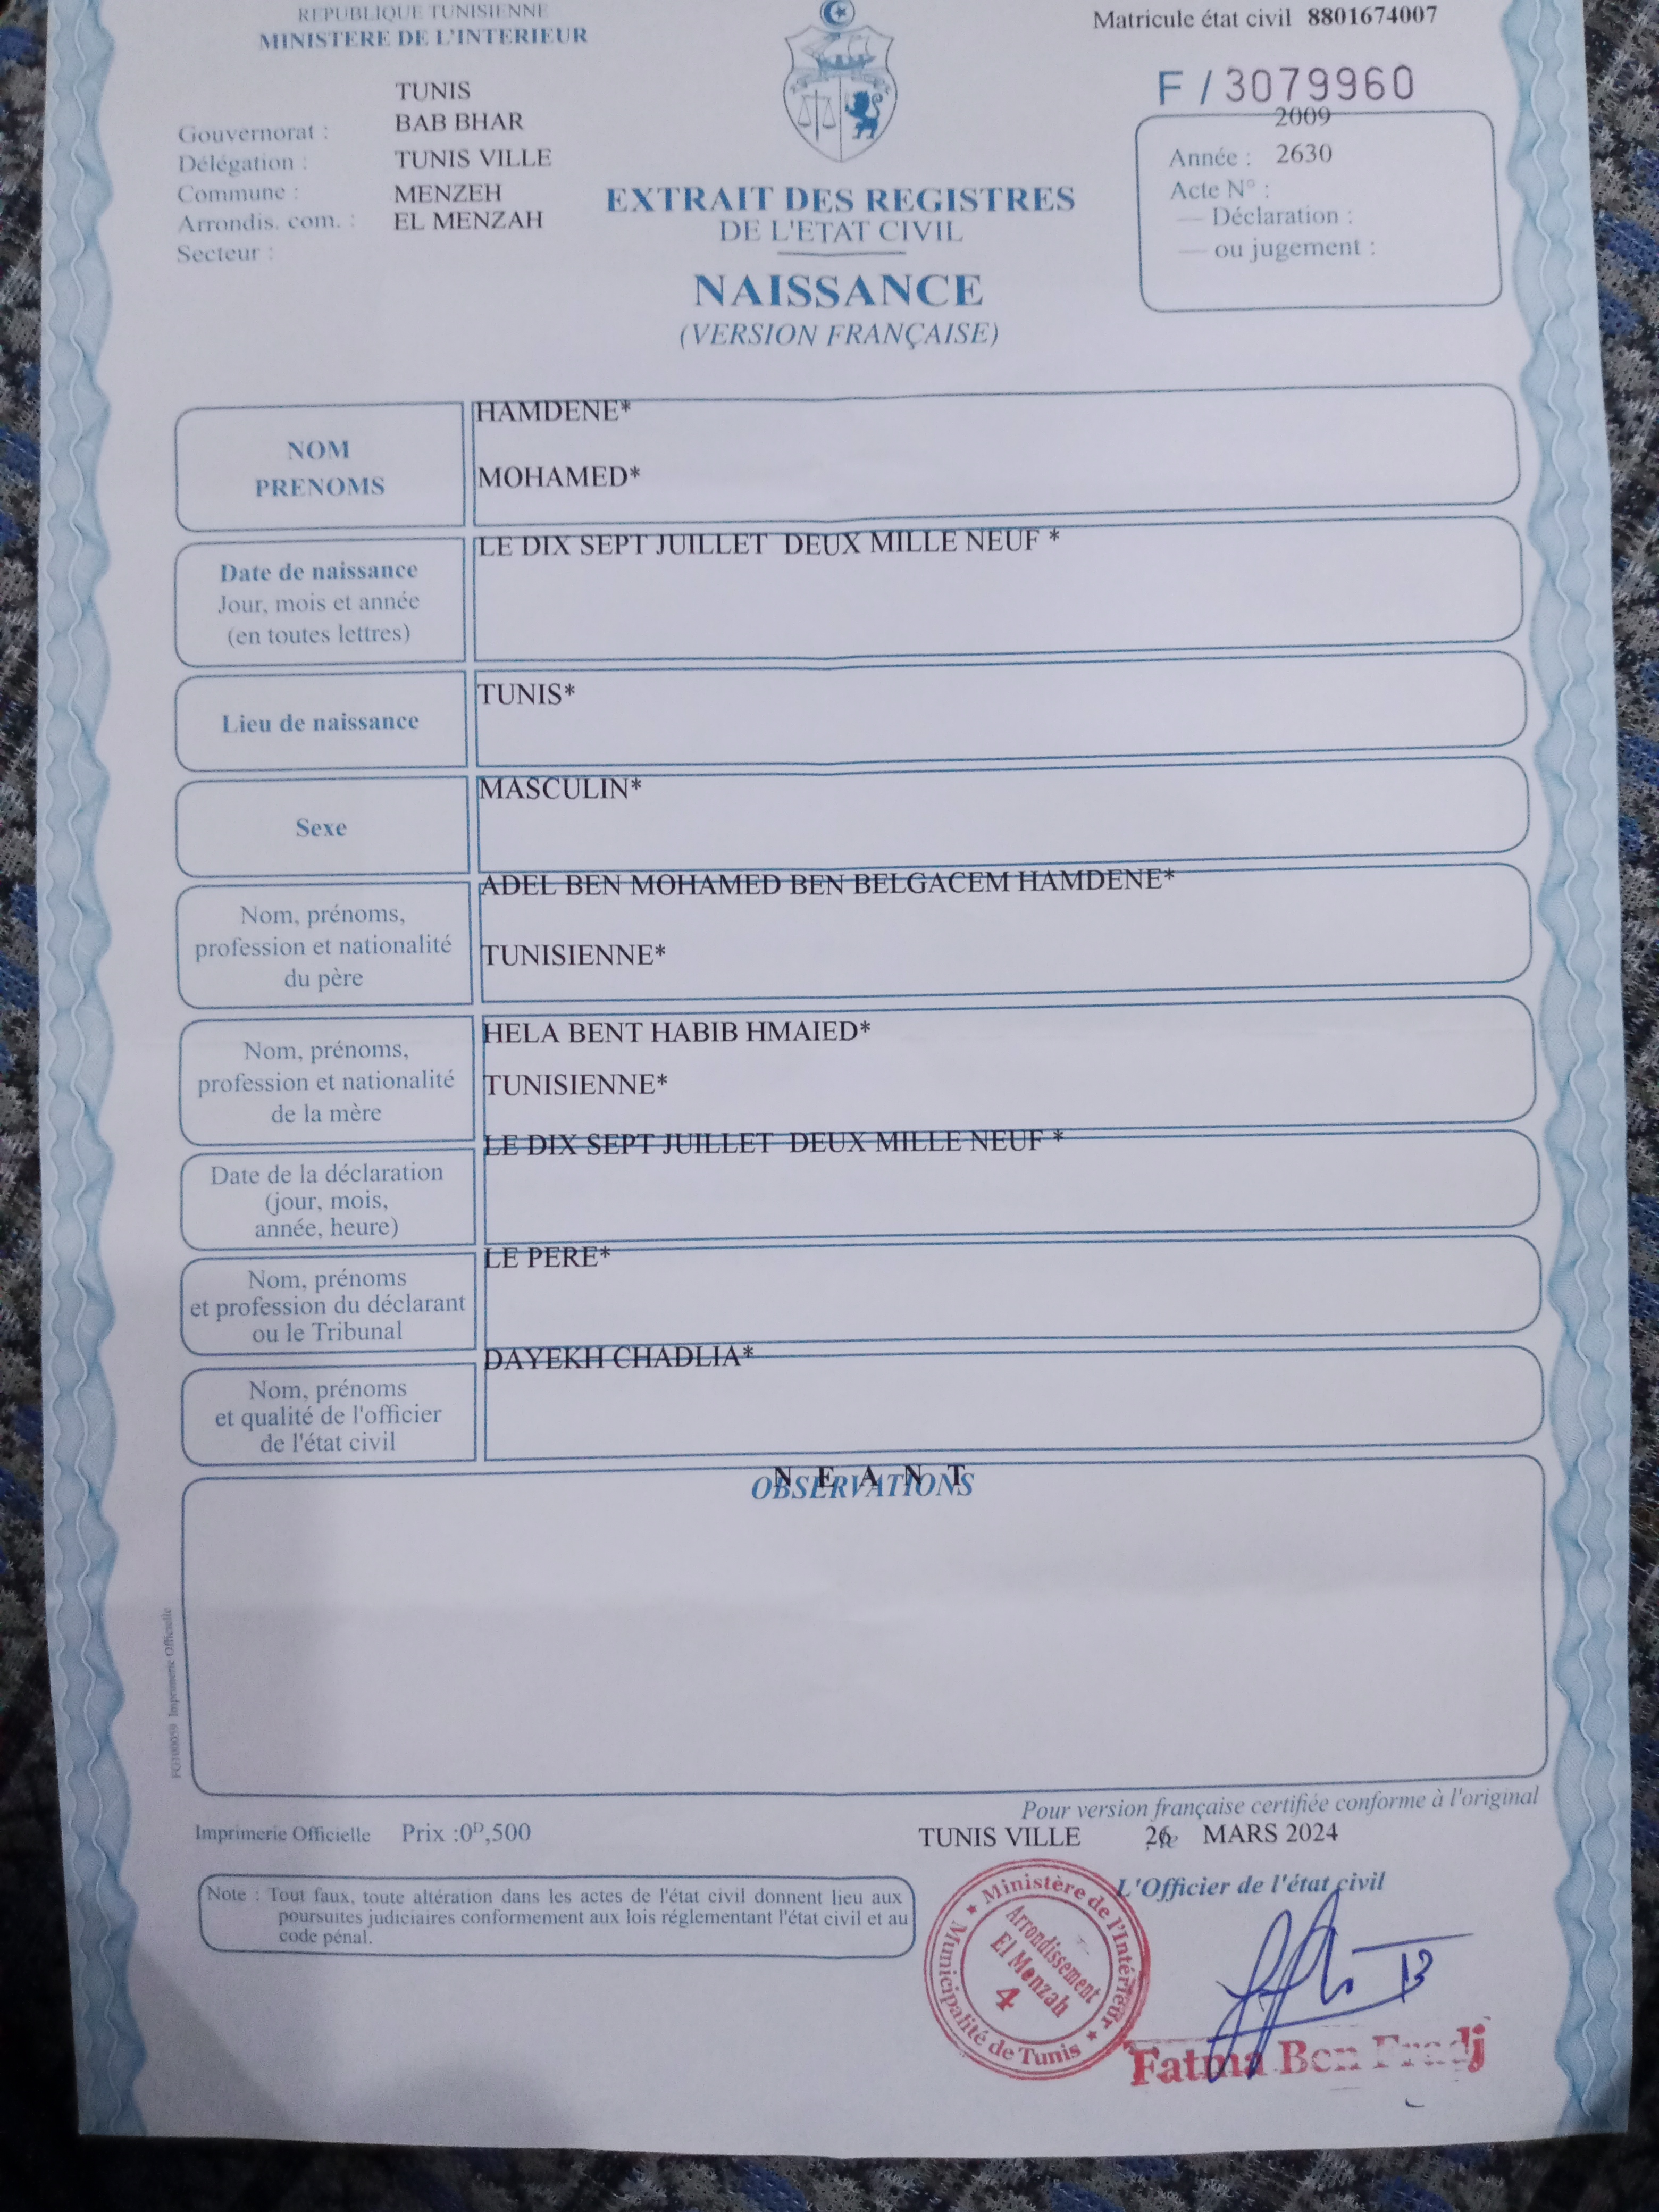 REPUBLIQUE TUNISIENNE
MINISTERE DE L'INTERIEUR
Matricule état civil 8801674007
F / 3079960
TUNIS
Gouvernorat :
BAB BHAR
Délégation :
TUNIS VILLE
Commune :
MENZEH
Arrondis. com. :
EL MENZAH
Secteur :
2009
Année : 2630
Acte N° :
— Déclaration :
— ou jugement :
EXTRAIT DES REGISTRES
DE L'ETAT CIVIL
NAISSANCE
(VERSION FRANÇAISE)
NOM
PRENOMS
HAMDENE*
MOHAMED*
Date de naissance
Jour, mois et année
(en toutes lettres)
LE DIX SEPT JUILLET DEUX MILLE NEUF *
Lieu de naissance
TUNIS*
Sexe
MASCULIN*
Nom, prénoms,
profession et nationalité
du père
ADEL BEN MOHAMED BEN BELGACEM HAMDENE*
TUNISIENNE*
Nom, prénoms,
profession et nationalité
de la mère
HELA BENT HABIB HMAIED*
TUNISIENNE*
Date de la déclaration
(jour, mois,
année, heure)
LE DIX SEPT JUILLET DEUX MILLE NEUF *
Nom, prénoms
et profession du déclarant
ou le Tribunal
LE PERE*
Nom, prénoms
et qualité de l'officier
de l'état civil
DAYEKH CHADLIA*
N E A N T
OBSERVATIONS
FG100059 Imprimerie Officielle
Pour version française certifiée conforme à l'original
Imprimerie Officielle Prix :0ᴰ,500
TUNIS VILLE MARS 2024
L'Officier de l'état civil
Note : Tout faux, toute altération dans les actes de l'état civil donnent lieu aux
poursuites judiciaires conformement aux lois réglementant l'état civil et au
code pénal.
Ministère de l'Intérieur
Municipalité de Tunis
Arrondissement
El Menzah
4
Fatma Ben Fradj